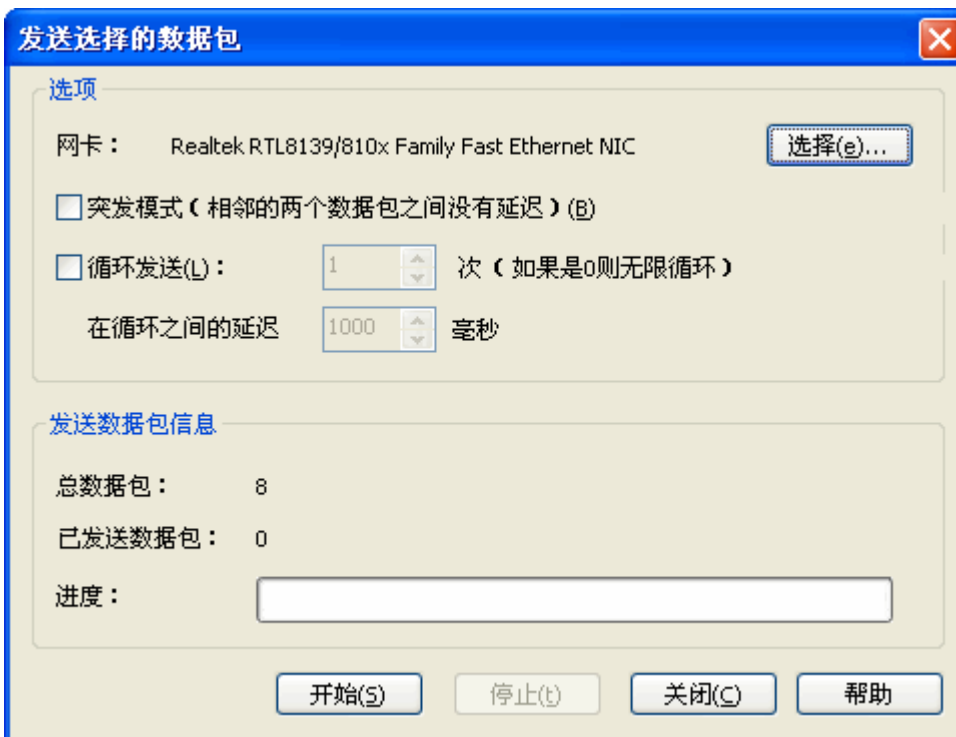 发送选择的数据包
选项
网卡： Realtek RTL8139/810x Family Fast Ethernet NIC 选择(e)...
突发模式（相邻的两个数据包之间没有延迟）(B)
循环发送(L)： 1 次（如果是0则无限循环）
在循环之间的延迟 1000 毫秒
发送数据包信息
总数据包： 8
已发送数据包： 0
进度：
开始(S) 停止(t) 关闭(C) 帮助